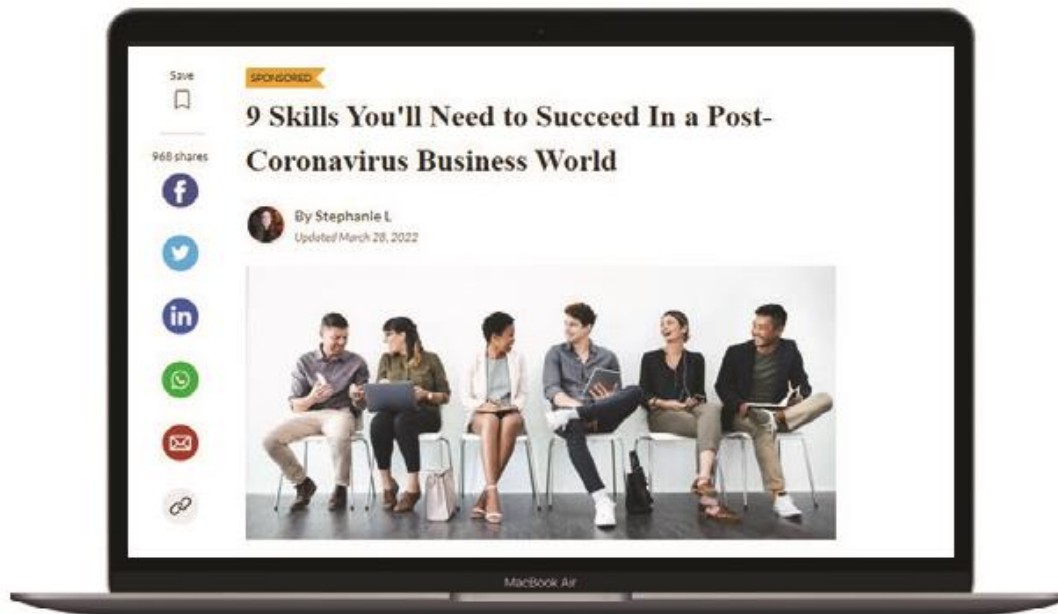 Save
SPONSORED
9 Skills You'll Need to Succeed In a Post-
Coronavirus Business World
968 shares
By Stephanie L
Updated March 28, 2022
MacBook Air